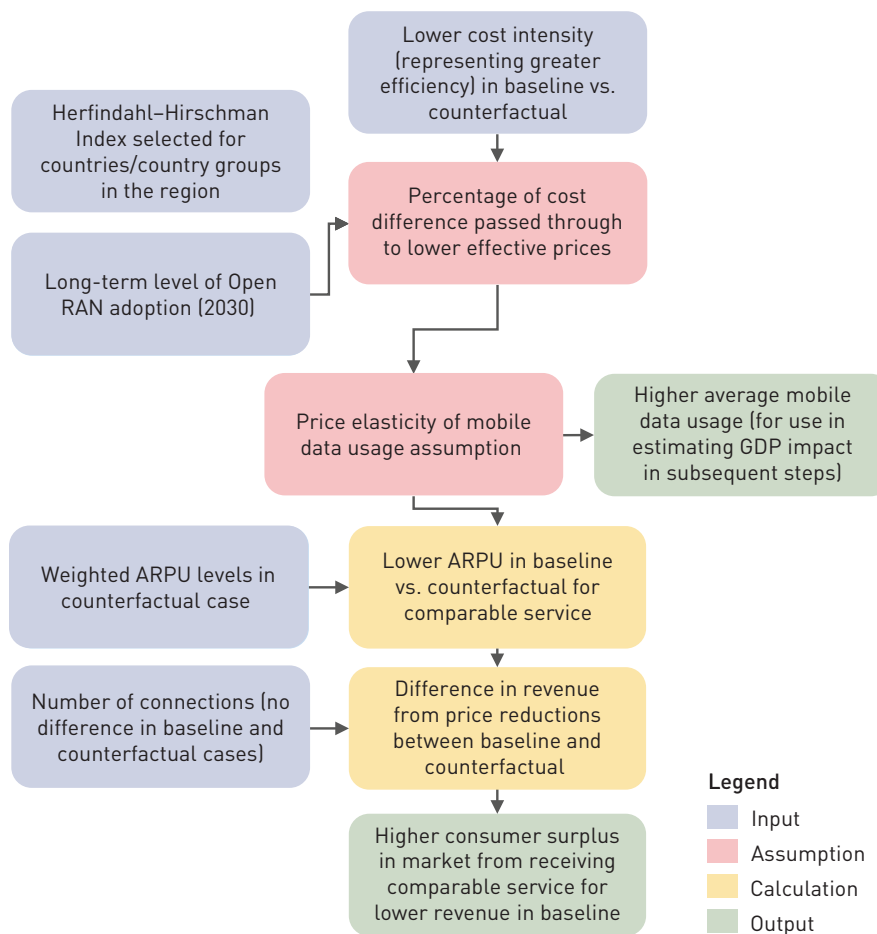 Lower cost intensity
(representing greater
efficiency) in baseline vs.
counterfactual
Herfindahl–Hirschman
Index selected for
countries/country groups
in the region
Percentage of cost
difference passed through
to lower effective prices
Long-term level of Open
RAN adoption (2030)
Price elasticity of mobile
data usage assumption
Higher average mobile
data usage (for use in
estimating GDP impact
in subsequent steps)
Weighted ARPU levels in
counterfactual case
Lower ARPU in baseline
vs. counterfactual for
comparable service
Number of connections (no
difference in baseline and
counterfactual cases)
Difference in revenue
from price reductions
between baseline and
counterfactual
Higher consumer surplus
in market from receiving
comparable service for
lower revenue in baseline
Legend
Input
Assumption
Calculation
Output